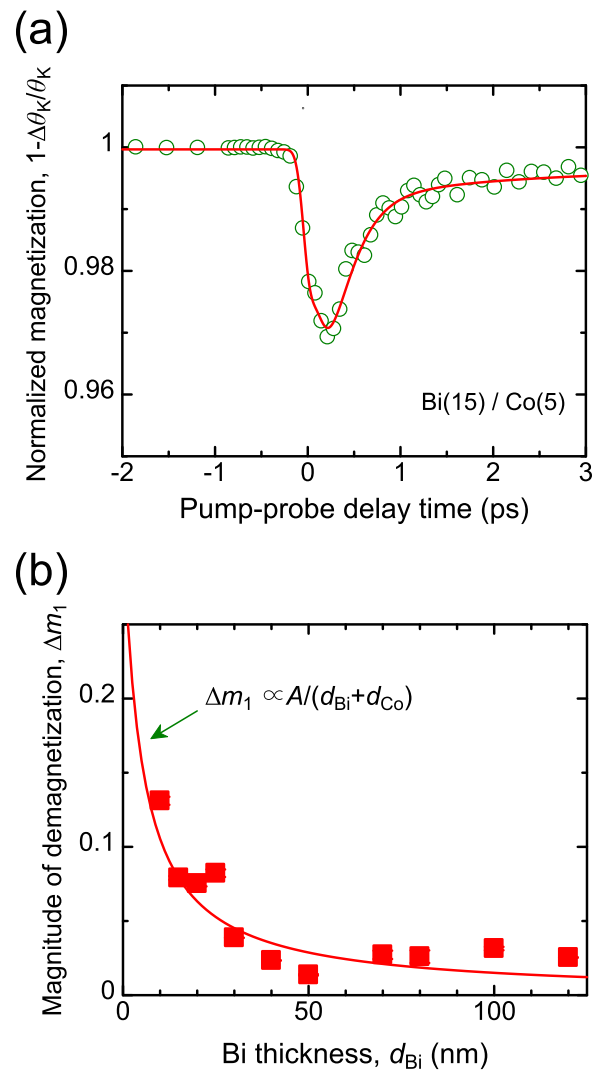 (a)
Normalized magnetization, 1-ΔθK/θK
1
0.98
0.96
Bi(15) / Co(5)
-2 -1 0 1 2 3
Pump-probe delay time (ps)
(b)
Magnitude of demagnetization, Δm1
0.2
0.1
0
Δm1 ∝A/(dBi+dCo)
0 50 100
Bi thickness, dBi (nm)